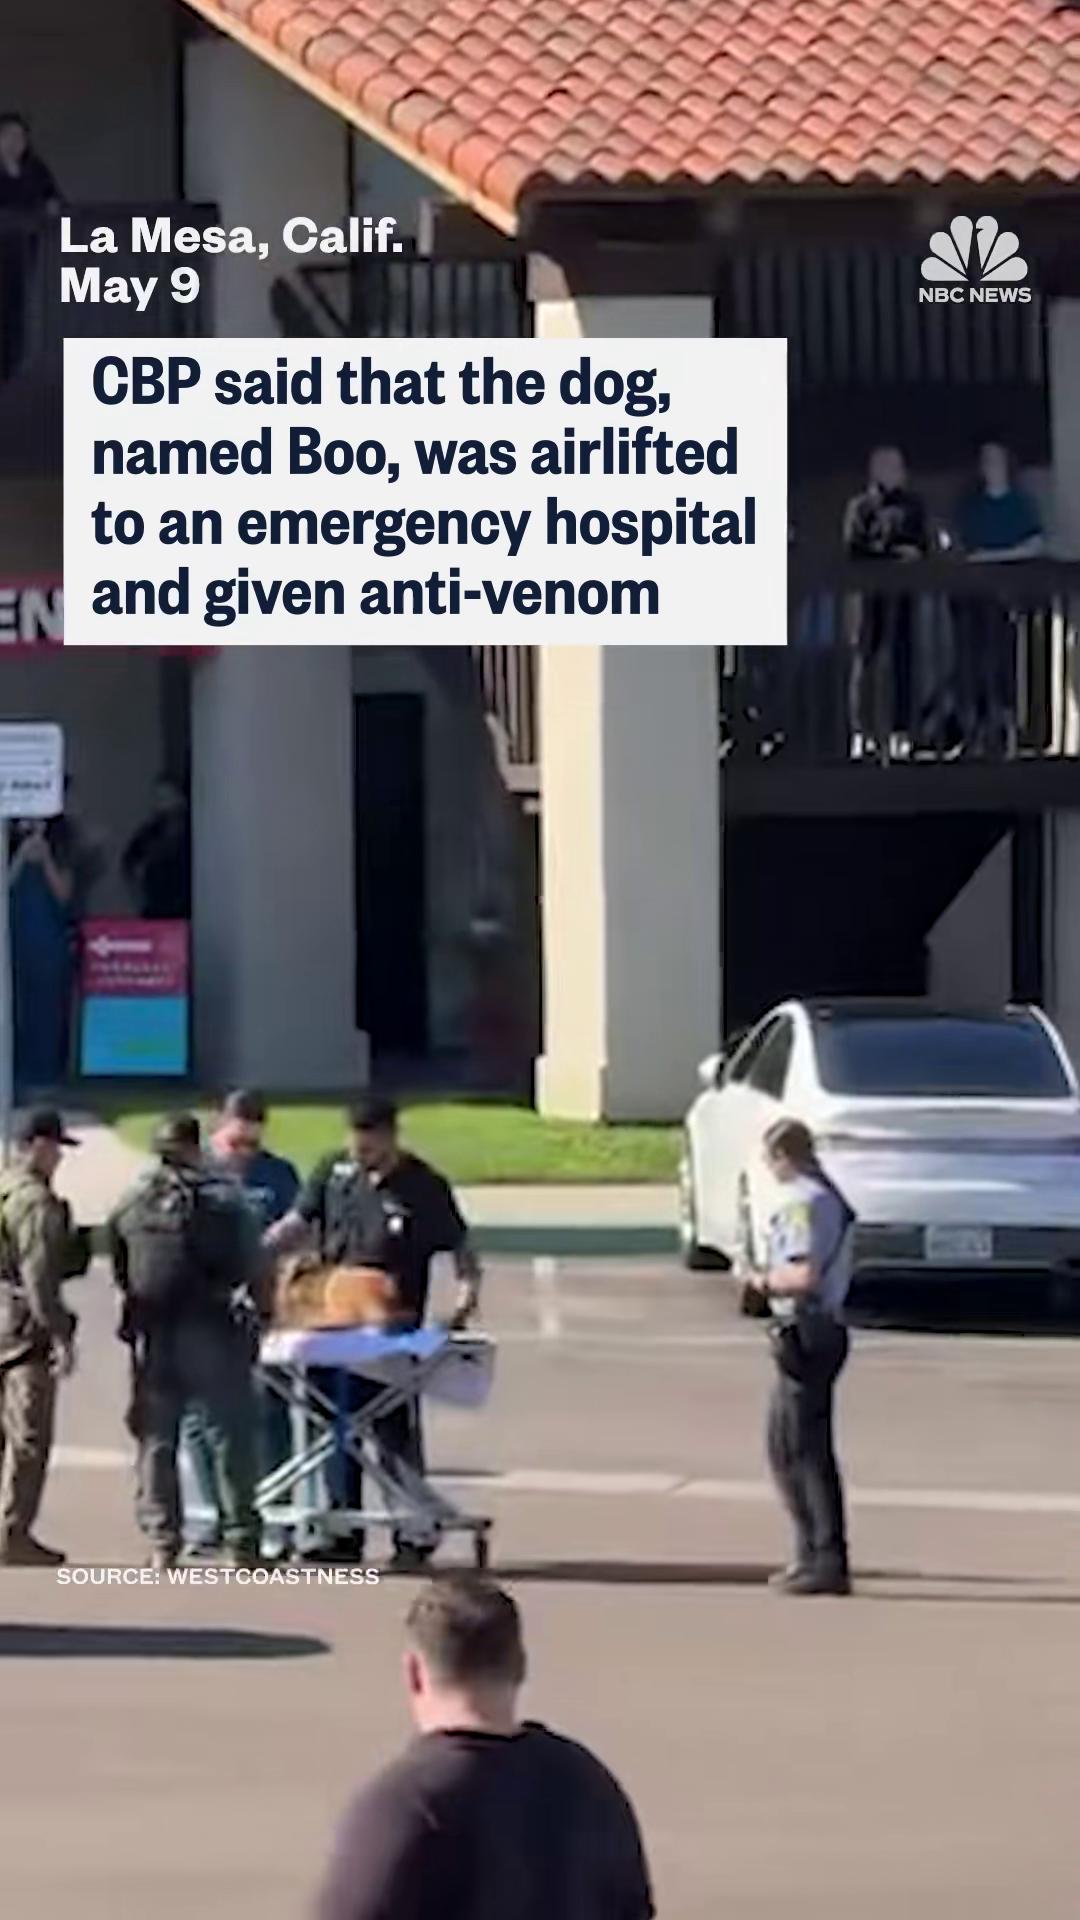 La Mesa, Calif.
May 9
NBC NEWS
CBP said that the dog,
named Boo, was airlifted
to an emergency hospital
and given anti-venom
EN
SOURCE: WESTCOASTNESS